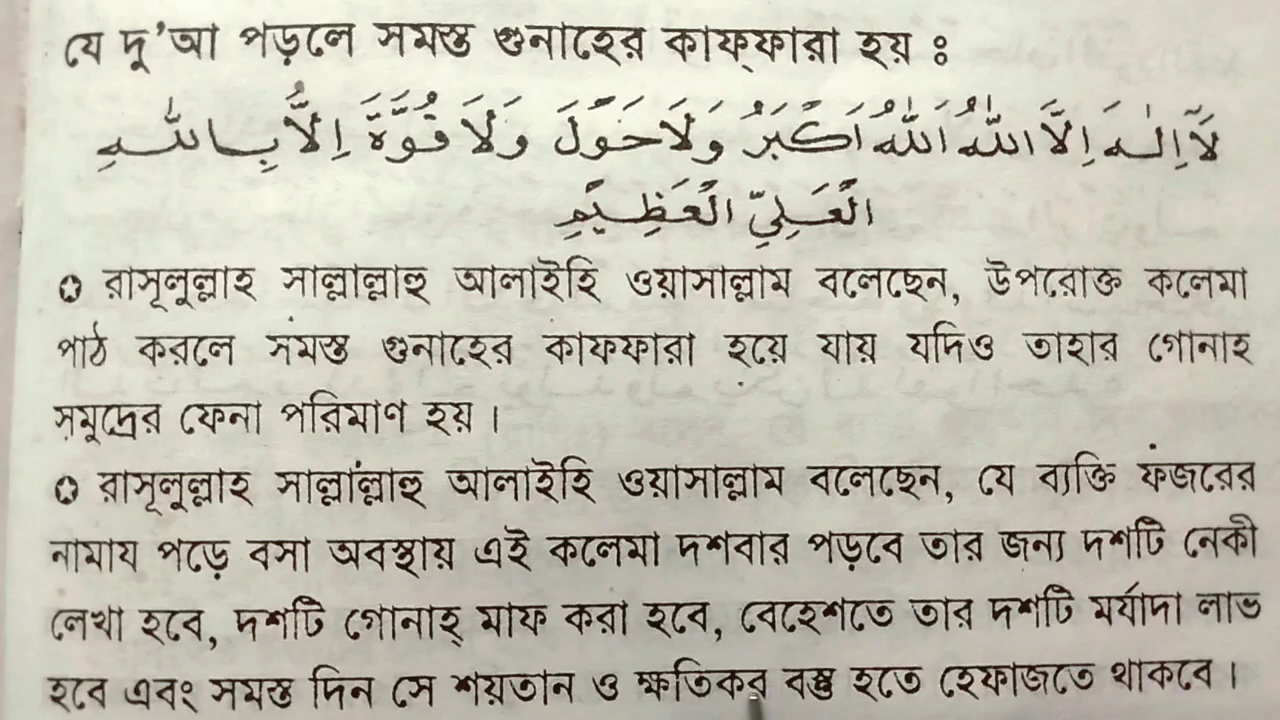 যে দু'আ পড়লে সমস্ত গুনাহের কাফ্ফারা হয় ঃ
لَآ اِلٰهَ اِلَّا اللّٰهُ اَللّٰهُ اَكْبَرُ وَلَا حَوْلَ وَلَا قُوَّةَ اِلَّا بِاللّٰهِ
الْعَلِيِّ الْعَظِيْمِ
✪ রাসূলুল্লাহ সাল্লাল্লাহু আলাইহি ওয়াসাল্লাম বলেছেন, উপরোক্ত কলেমা
পাঠ করলে সমস্ত গুনাহের কাফফারা হয়ে যায় যদিও তাহার গোনাহ
সমুদ্রের ফেনা পরিমাণ হয়।
✪ রাসূলুল্লাহ সাল্লাল্লাহু আলাইহি ওয়াসাল্লাম বলেছেন, যে ব্যক্তি ফজরের
নামায পড়ে বসা অবস্থায় এই কলেমা দশবার পড়বে তার জন্য দশটি নেকী
লেখা হবে, দশটি গোনাহ্ মাফ করা হবে, বেহেশতে তার দশটি মর্যাদা লাভ
হবে এবং সমস্ত দিন সে শয়তান ও ক্ষতিকর বস্তু হতে হেফাজতে থাকবে।